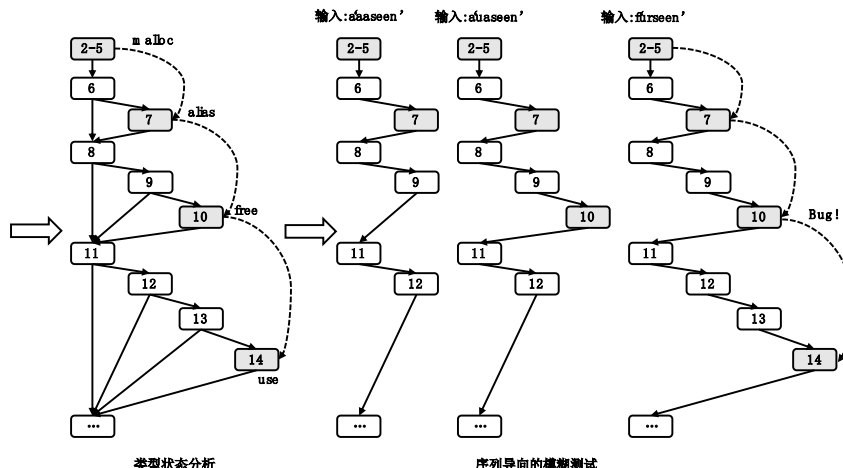 输入:‘aaaseen’ 输入:‘auaseen’ 输入:‘furseen’
2-5 malloc 2-5 2-5 2-5
6 6 6 6
7 alias 7 7 7
8 8 8 8
9 9 9 9
10 free 10 10 Bug!
11 11 11 11
12 12 12 12
13 13
14 14
use
… … … …
类型状态分析 序列导向的模糊测试